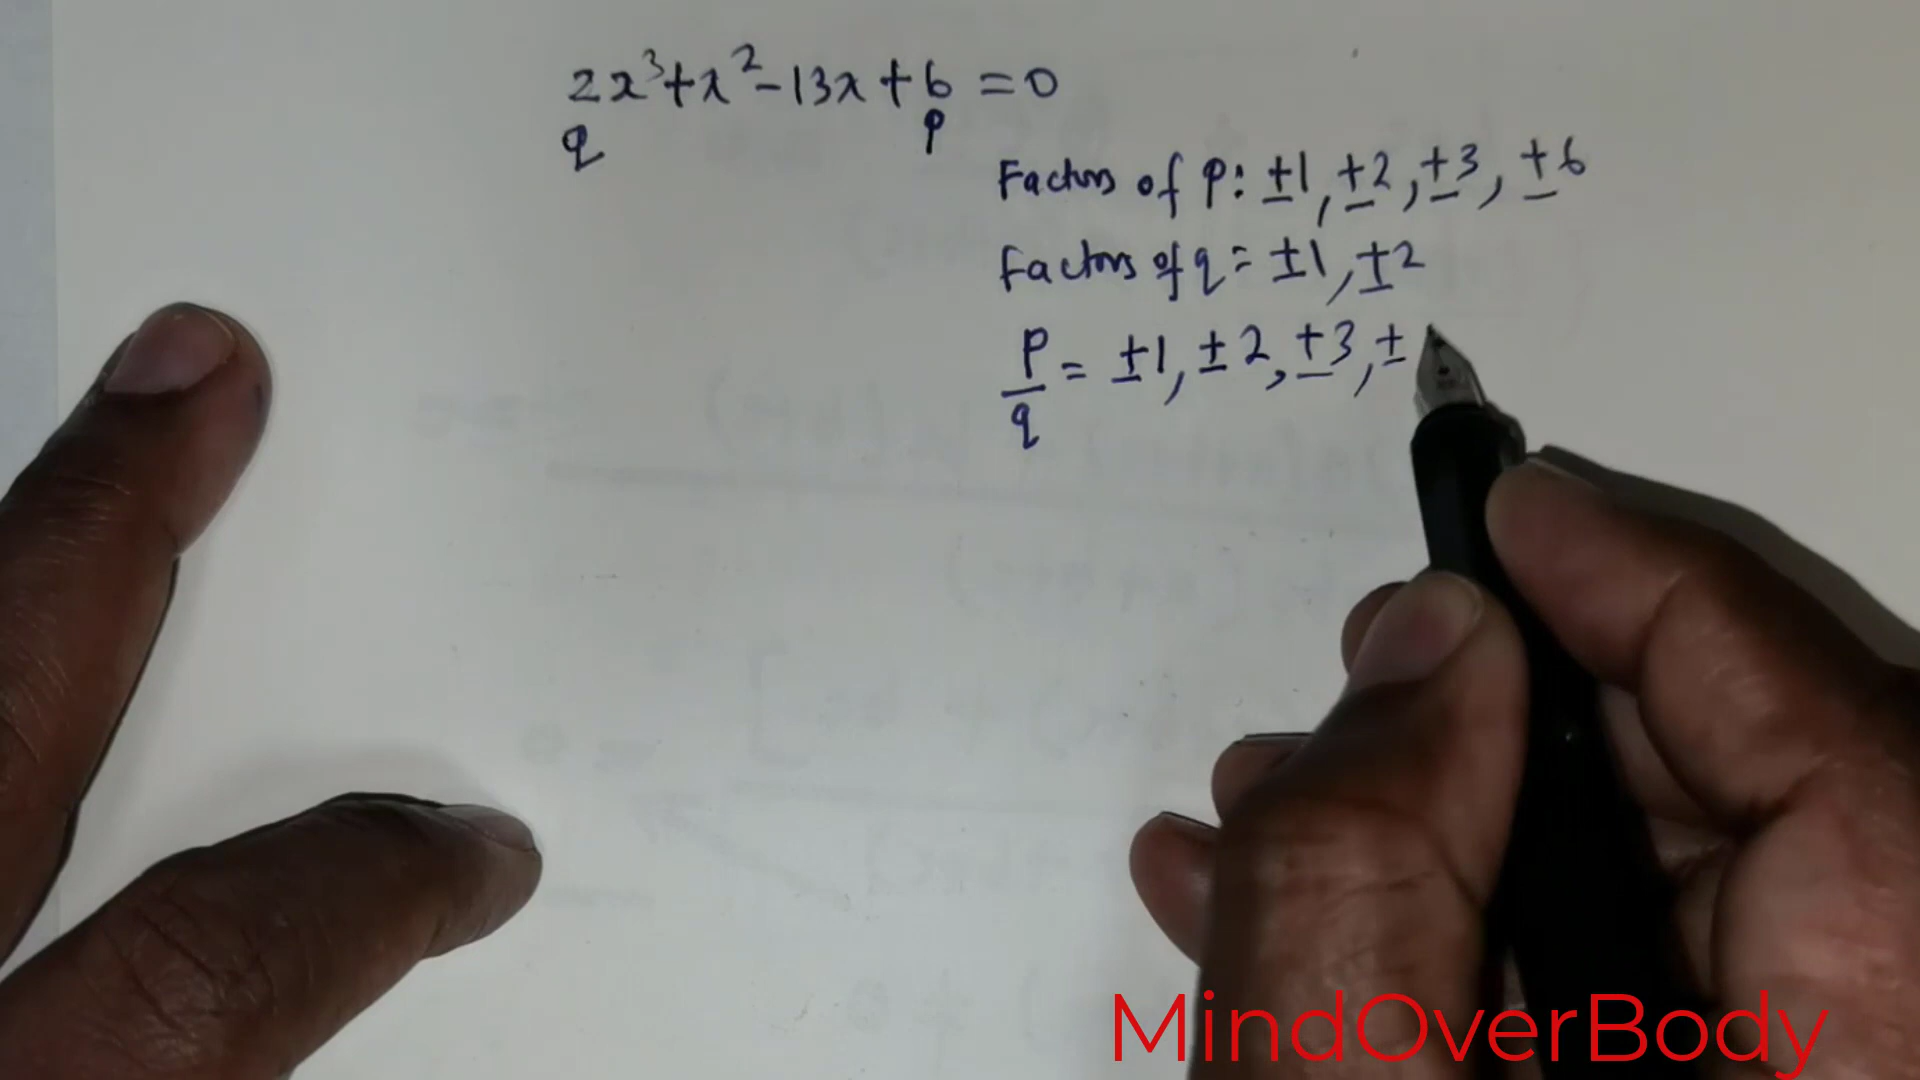 2x³+x²-13x+6=0
q p
Factors of p: ±1, ±2, ±3, ±6
Factors of q= ±1, ±2
p/q = ±1, ±2, ±3, ±
MindOverBody